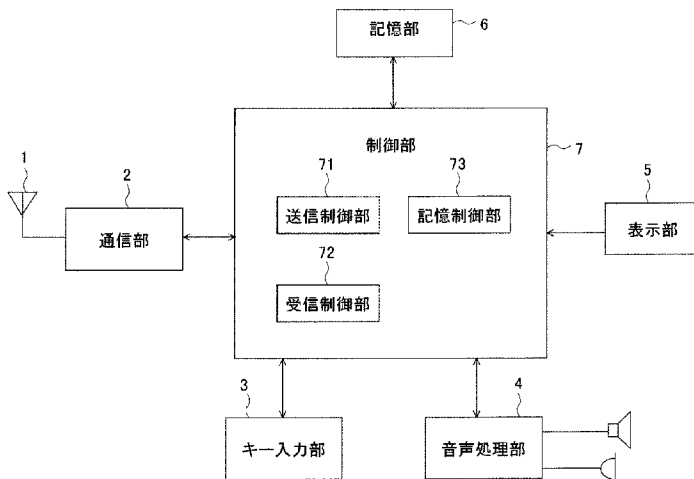 記憶部
6
制御部
7
1
2
通信部
71
送信制御部
73
記憶制御部
5
表示部
72
受信制御部
3
キー入力部
4
音声処理部